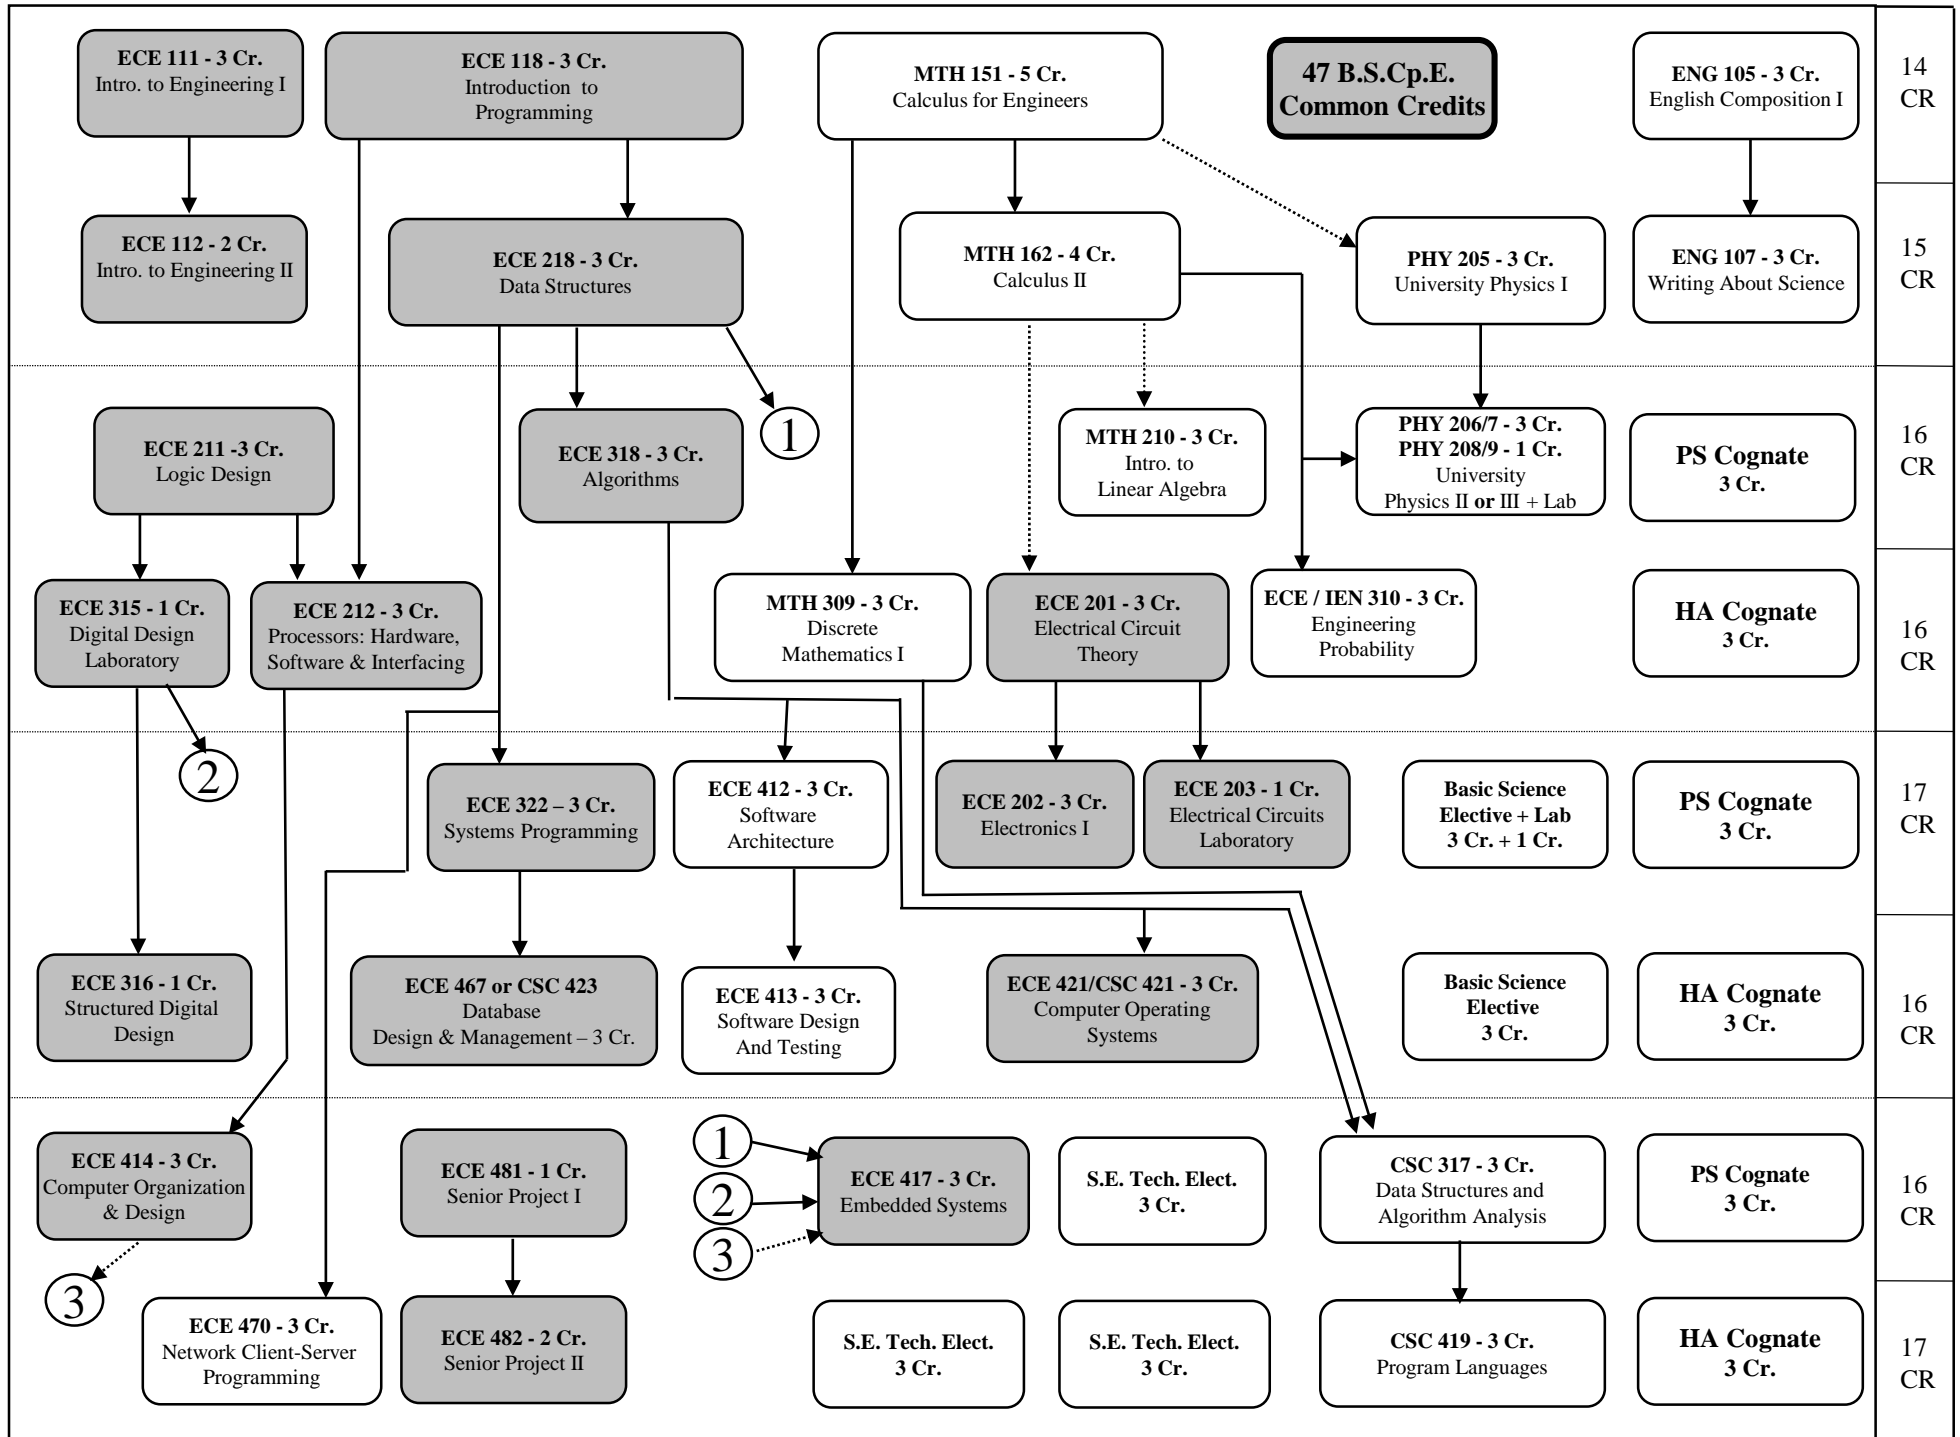 ECE 111 - 3 Cr.
Intro. to Engineering I
ECE 118 - 3 Cr.
Introduction to
Programming
MTH 151 - 5 Cr.
Calculus for Engineers
47 B.S.Cp.E.
Common Credits
ENG 105 - 3 Cr.
English Composition I
14
CR
ECE 112 - 2 Cr.
Intro. to Engineering II
ECE 218 - 3 Cr.
Data Structures
MTH 162 - 4 Cr.
Calculus II
PHY 205 - 3 Cr.
University Physics I
ENG 107 - 3 Cr.
Writing About Science
15
CR
ECE 211 -3 Cr.
Logic Design
ECE 318 - 3 Cr.
Algorithms
1
MTH 210 - 3 Cr.
Intro. to
Linear Algebra
PHY 206/7 - 3 Cr.
PHY 208/9 - 1 Cr.
University
Physics II or III + Lab
PS Cognate
3 Cr.
16
CR
ECE 315 - 1 Cr.
Digital Design
Laboratory
ECE 212 - 3 Cr.
Processors: Hardware,
Software & Interfacing
MTH 309 - 3 Cr.
Discrete
Mathematics I
ECE 201 - 3 Cr.
Electrical Circuit
Theory
ECE / IEN 310 - 3 Cr.
Engineering
Probability
HA Cognate
3 Cr.
16
CR
2
ECE 322 – 3 Cr.
Systems Programming
ECE 412 - 3 Cr.
Software
Architecture
ECE 202 - 3 Cr.
Electronics I
ECE 203 - 1 Cr.
Electrical Circuits
Laboratory
Basic Science
Elective + Lab
3 Cr. + 1 Cr.
PS Cognate
3 Cr.
17
CR
ECE 316 - 1 Cr.
Structured Digital
Design
ECE 467 or CSC 423
Database
Design & Management – 3 Cr.
ECE 413 - 3 Cr.
Software Design
And Testing
ECE 421/CSC 421 - 3 Cr.
Computer Operating
Systems
Basic Science
Elective
3 Cr.
HA Cognate
3 Cr.
16
CR
ECE 414 - 3 Cr.
Computer Organization
& Design
ECE 481 - 1 Cr.
Senior Project I
1
2
3
ECE 417 - 3 Cr.
Embedded Systems
S.E. Tech. Elect.
3 Cr.
CSC 317 - 3 Cr.
Data Structures and
Algorithm Analysis
PS Cognate
3 Cr.
16
CR
3
ECE 470 - 3 Cr.
Network Client-Server
Programming
ECE 482 - 2 Cr.
Senior Project II
S.E. Tech. Elect.
3 Cr.
S.E. Tech. Elect.
3 Cr.
CSC 419 - 3 Cr.
Program Languages
HA Cognate
3 Cr.
17
CR